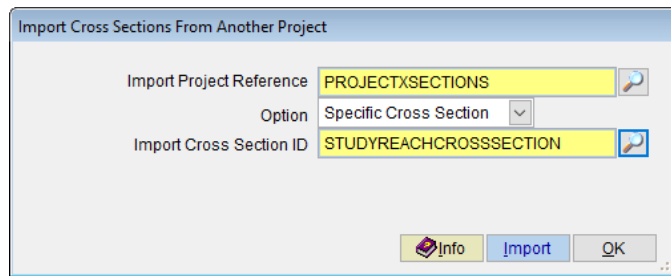 Import Cross Sections From Another Project
Import Project Reference PROJECTXSECTIONS
Option Specific Cross Section
Import Cross Section ID STUDYREACHCROSSSECTION
Info Import OK